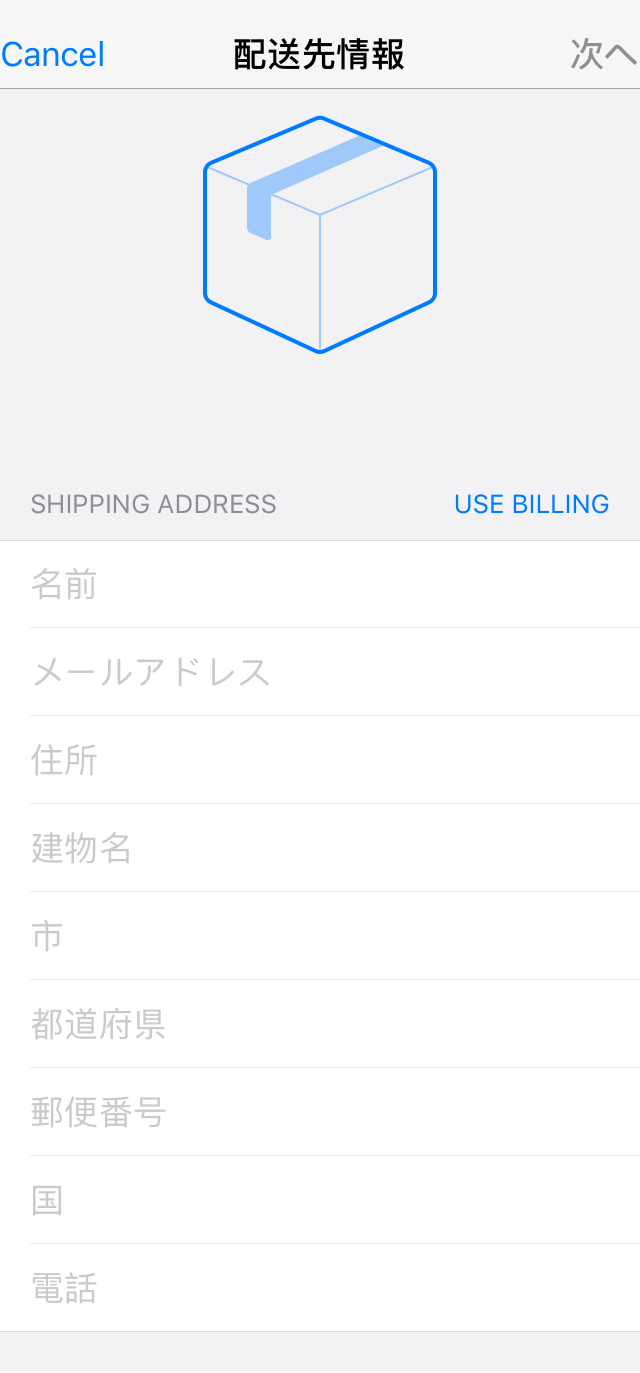 Cancel 配送先情報 次へ
SHIPPING ADDRESS USE BILLING
名前
メールアドレス
住所
建物名
市
都道府県
郵便番号
国
電話